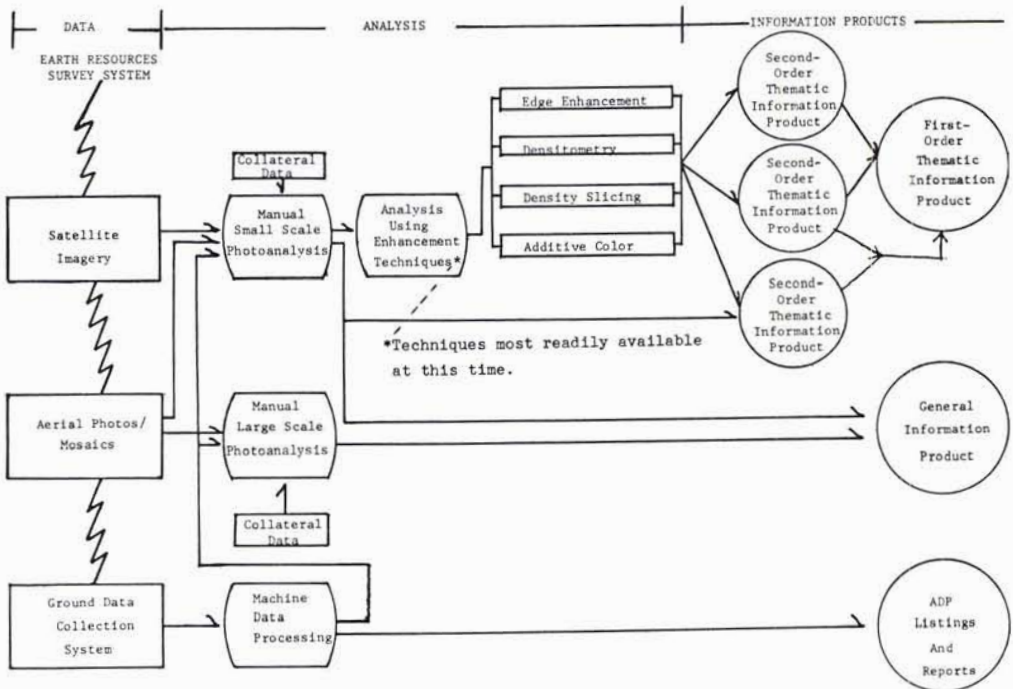 DATA
ANALYSIS
INFORMATION PRODUCTS
EARTH RESOURCES
SURVEY SYSTEM
Satellite
Imagery
Aerial Photos/
Mosaics
Ground Data
Collection
System
Collateral
Data
Manual
Small Scale
Photoanalysis
Analysis
Using
Enhancement
Techniques*
Edge Enhancement
Densitometry
Density Slicing
Additive Color
*Techniques most readily available
at this time.
Manual
Large Scale
Photoanalysis
Collateral
Data
Machine
Data
Processing
Second-
Order
Thematic
Information
Product
Second-
Order
Thematic
Information
Product
Second-
Order
Thematic
Information
Product
First-
Order
Thematic
Information
Product
General
Information
Product
ADP
Listings
And
Reports